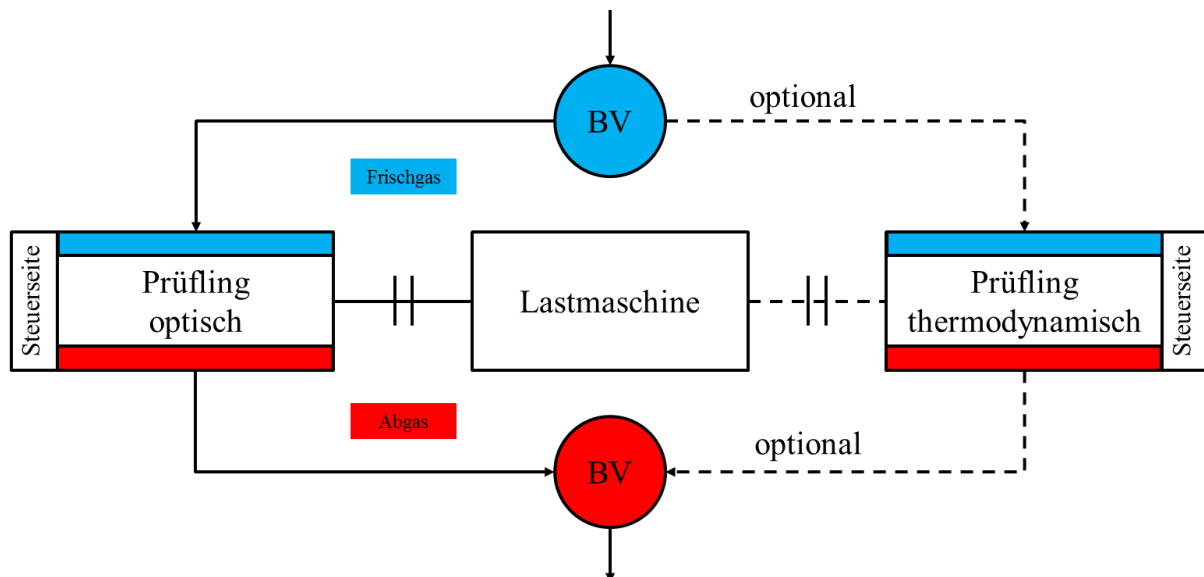 BV
optional
Frischgas
Steuerseite
Prüfling
optisch
Lastmaschine
Prüfling
thermodynamisch
Steuerseite
Abgas
BV
optional